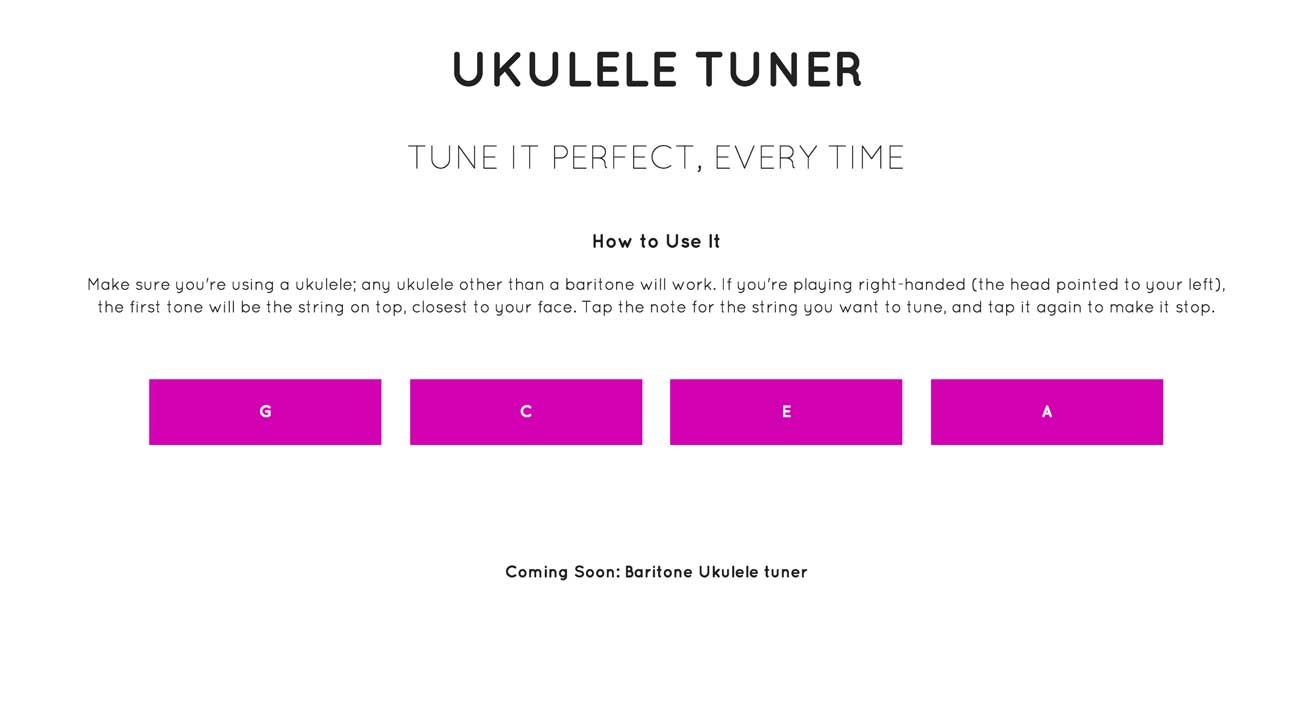 UKULELE TUNER
TUNE IT PERFECT, EVERY TIME
How to Use It
Make sure you're using a ukulele; any ukulele other than a baritone will work. If you're playing right-handed (the head pointed to your left),
the first tone will be the string on top, closest to your face. Tap the note for the string you want to tune, and tap it again to make it stop.
G C E A
Coming Soon: Baritone Ukulele tuner